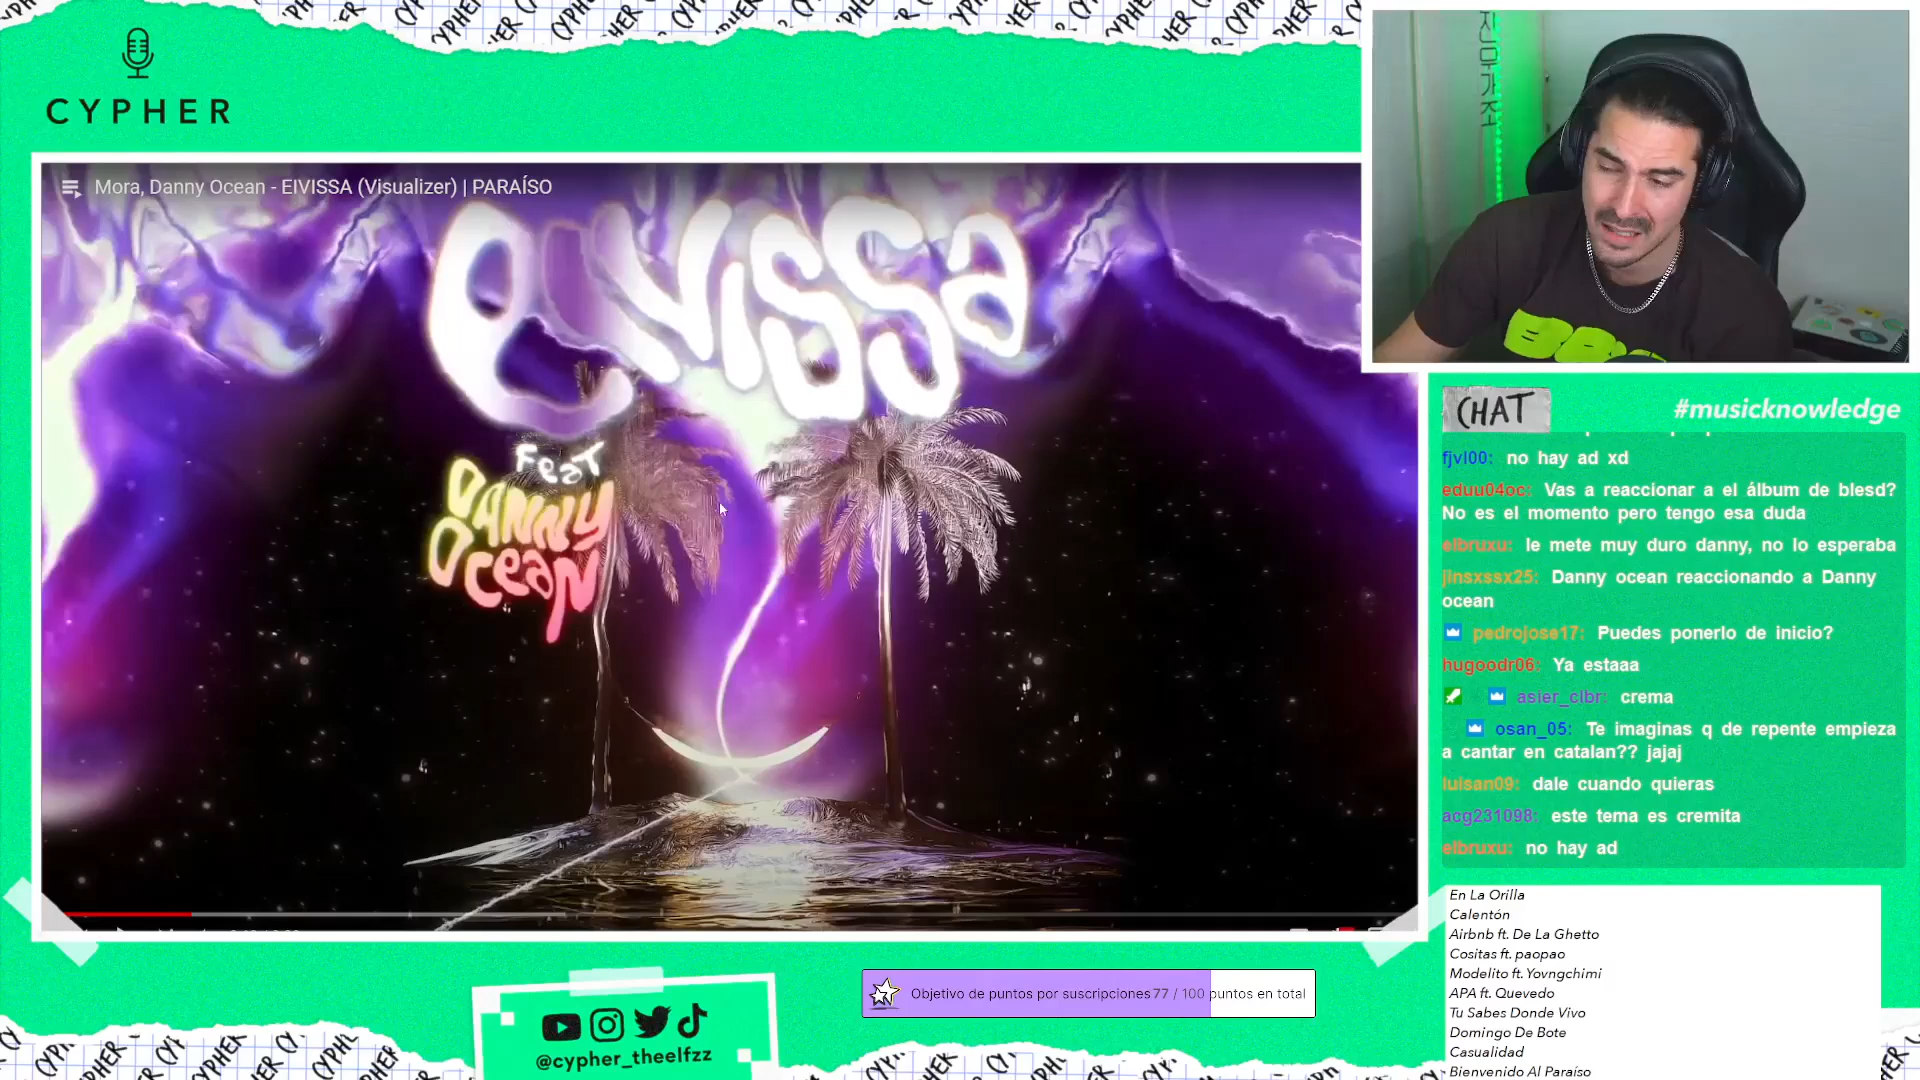 CYPHER
Mora, Danny Ocean - EIVISSA (Visualizer) | PARAÍSO
eivissa
Feat
DANNY
Ocean
CHAT
#musicknowledge
fjvl00: no hay ad xd
eduu04oc: Vas a reaccionar a el álbum de blesd?
No es el momento pero tengo esa duda
elbruxu: le mete muy duro danny, no lo esperaba
jinsxssx25: Danny ocean reaccionando a Danny
ocean
pedrojose17: Puedes ponerlo de inicio?
hugoodr06: Ya estaaa
asier_clbr: crema
osan_05: Te imaginas q de repente empieza
a cantar en catalan?? jajaj
luisan09: dale cuando quieras
acg231098: este tema es cremita
elbruxu: no hay ad
En La Orilla
Calentón
Airbnb ft. De La Ghetto
Cositas ft. paopao
Modelito ft. Yovngchimi
APA ft. Quevedo
Tu Sabes Donde Vivo
Domingo De Bote
Casualidad
Bienvenido Al Paraíso
Objetivo de puntos por suscripciones 77 / 100 puntos en total
@cypher_theelfzz